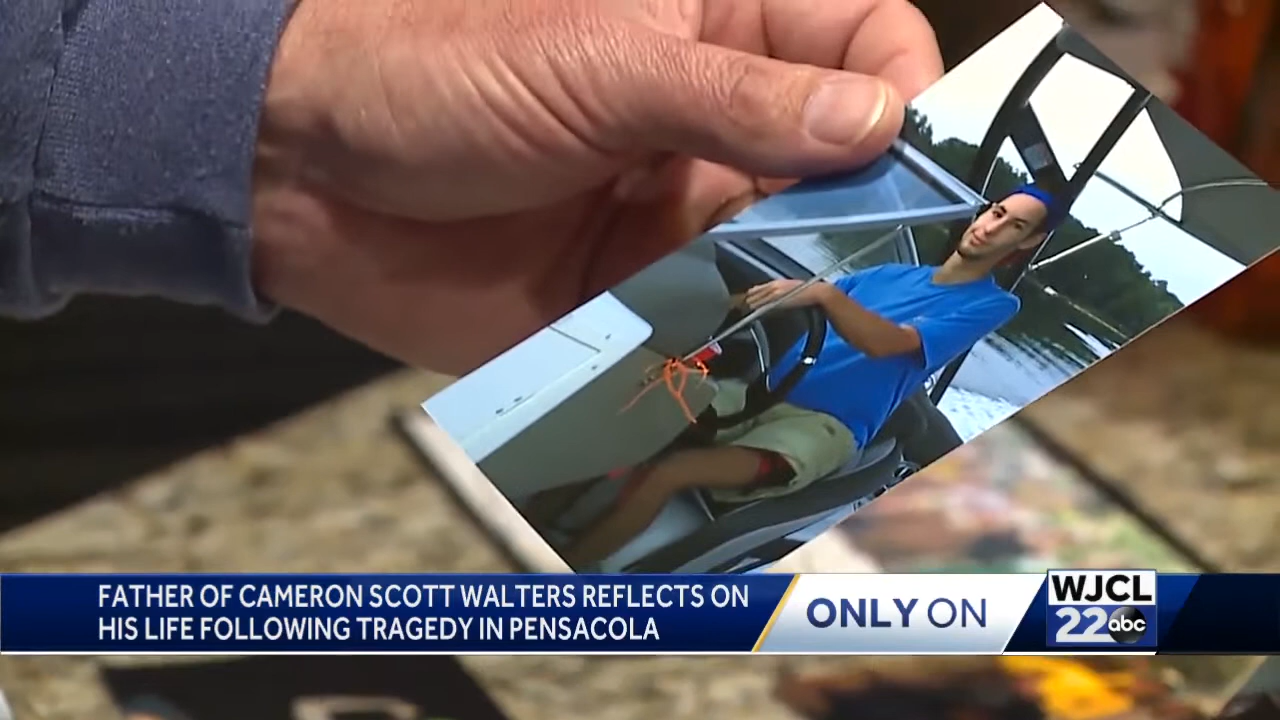 FATHER OF CAMERON SCOTT WALTERS REFLECTS ON
HIS LIFE FOLLOWING TRAGEDY IN PENSACOLA
ONLY ON
WJCL
22 abc